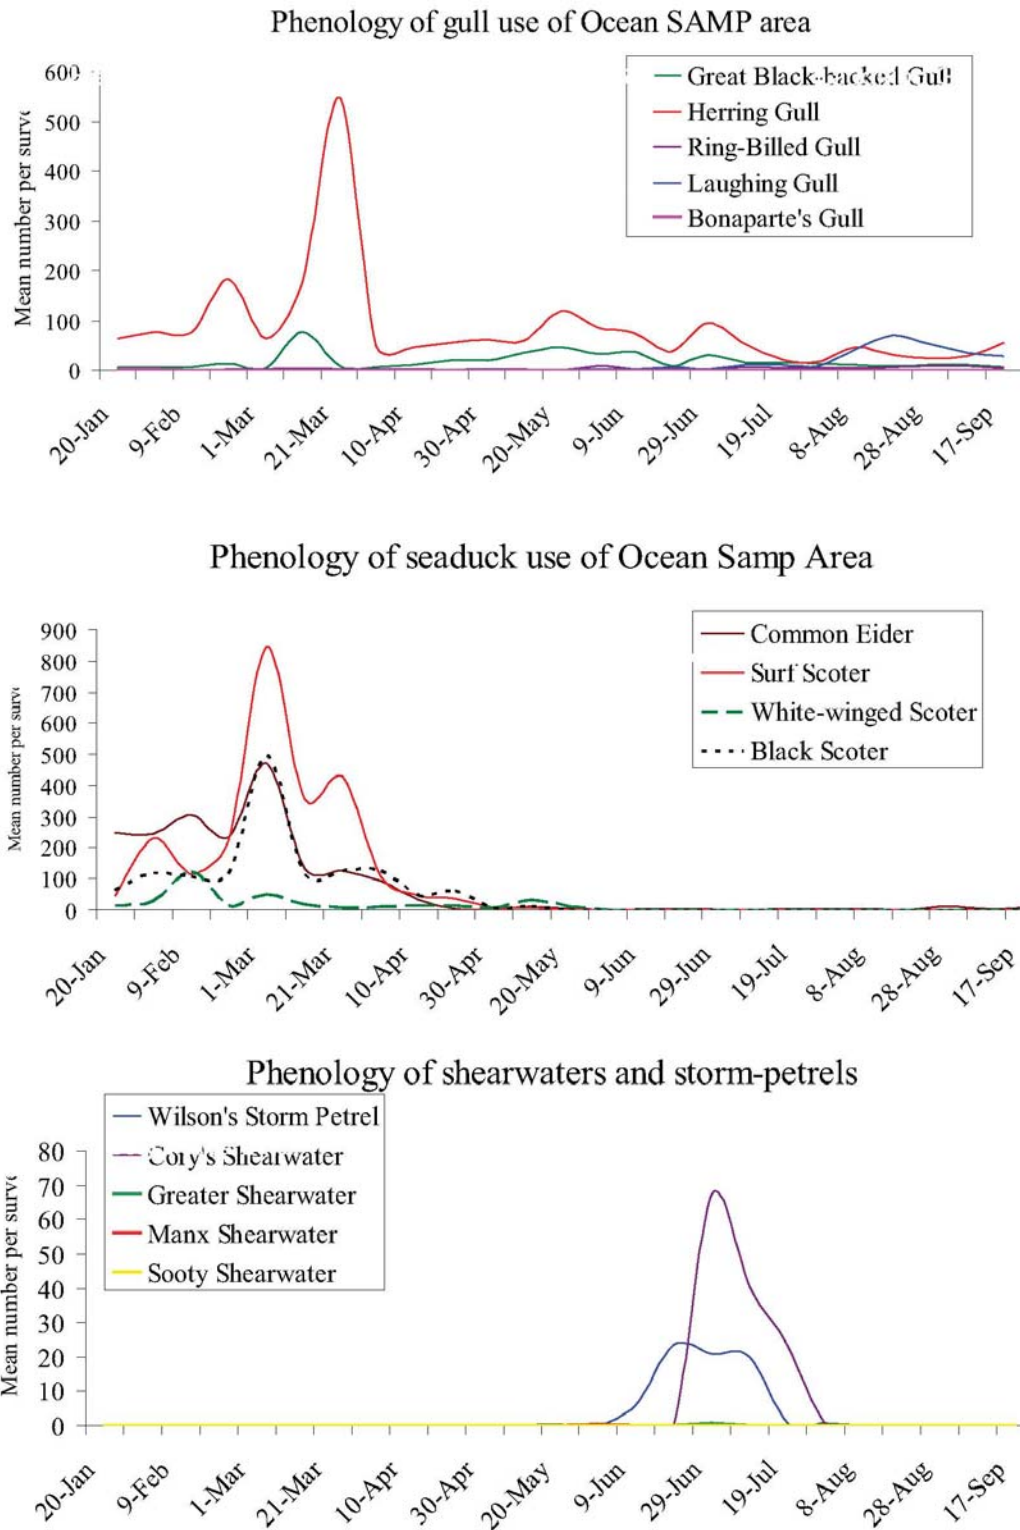 Phenology of gull use of Ocean SAMP area
600
500
400
300
200
100
0
Mean number per surve
Great Black-backed Gull
Herring Gull
Ring-Billed Gull
Laughing Gull
Bonaparte's Gull
20-Jan
9-Feb
1-Mar
21-Mar
10-Apr
30-Apr
20-May
9-Jun
29-Jun
19-Jul
8-Aug
28-Aug
17-Sep
Phenology of seaduck use of Ocean Samp Area
900
800
700
600
500
400
300
200
100
0
Mean number per surve
Common Eider
Surf Scoter
White-winged Scoter
Black Scoter
20-Jan
9-Feb
1-Mar
21-Mar
10-Apr
30-Apr
20-May
9-Jun
29-Jun
19-Jul
8-Aug
28-Aug
17-Sep
Phenology of shearwaters and storm-petrels
Wilson's Storm Petrel
Cory's Shearwater
Greater Shearwater
Manx Shearwater
Sooty Shearwater
80
70
60
50
40
30
20
10
0
Mean number per surve
20-Jan
9-Feb
1-Mar
21-Mar
10-Apr
30-Apr
20-May
9-Jun
29-Jun
19-Jul
8-Aug
28-Aug
17-Sep